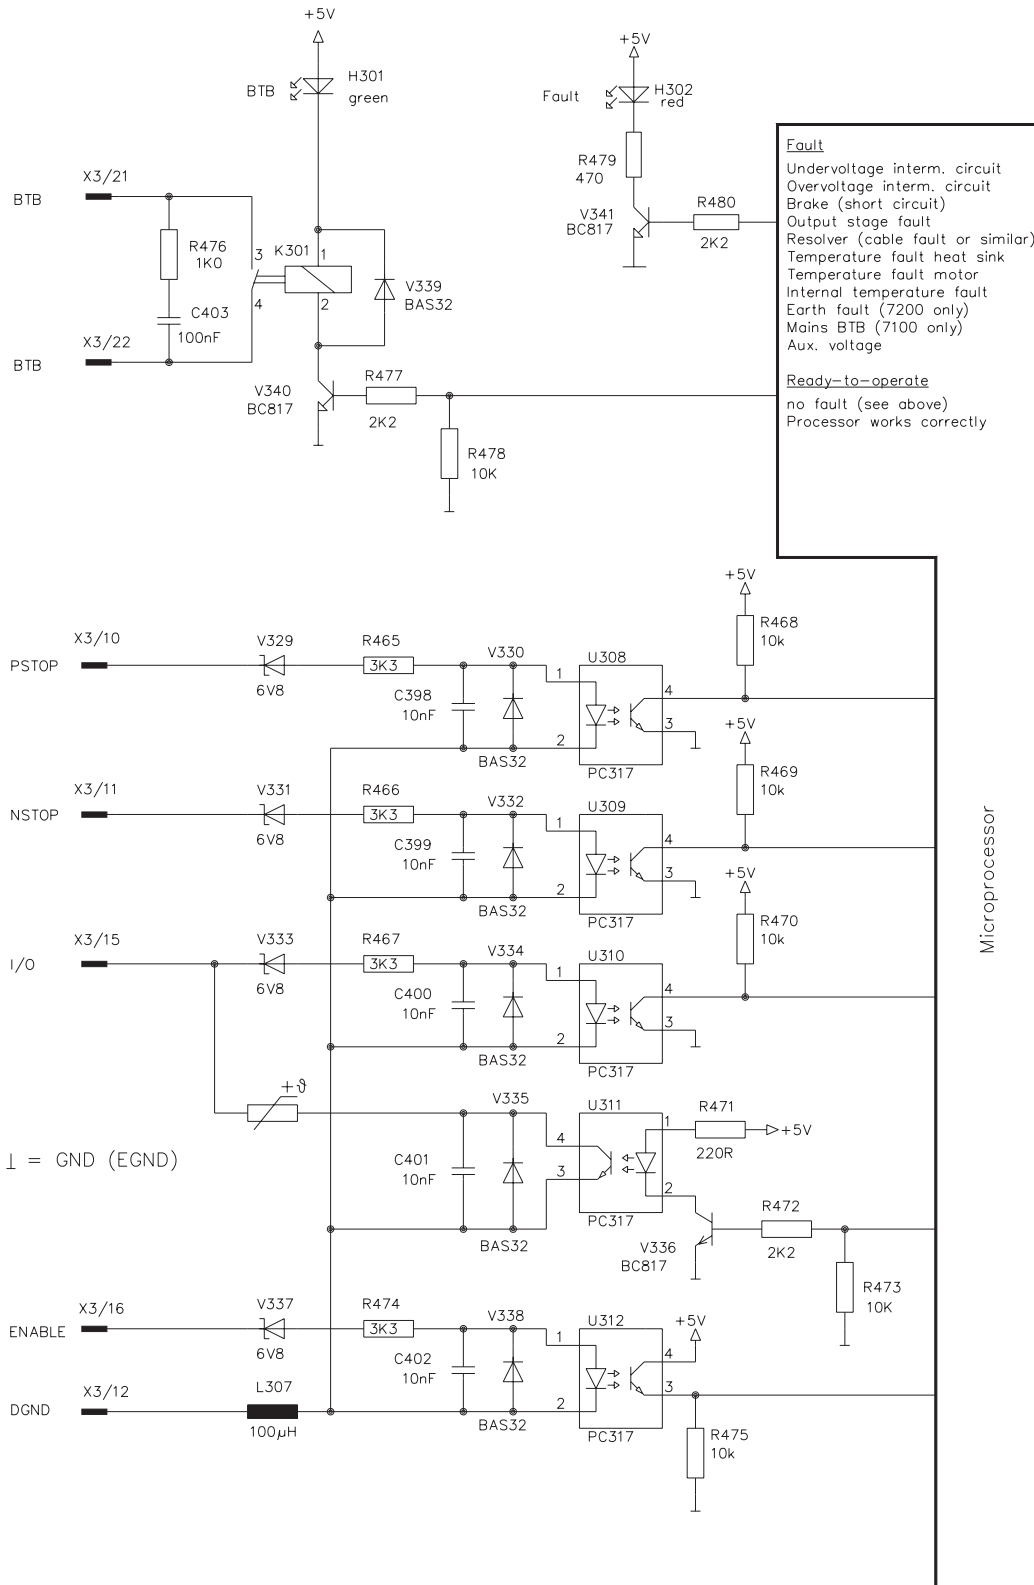 +5V
H301
BTB
green
+5V
H302
Fault
red
R479
470
V341
BC817
R480
2K2
Fault
Undervoltage interm. circuit
Overvoltage interm. circuit
Brake (short circuit)
Output stage fault
Resolver (cable fault or similar)
Temperature fault heat sink
Temperature fault motor
Internal temperature fault
Earth fault (7200 only)
Mains BTB (7100 only)
Aux. voltage
Ready-to-operate
no fault (see above)
Processor works correctly
BTB
X3/21
R476
1K0
C403
100nF
3
4
K301
1
2
V339
BAS32
BTB
X3/22
V340
BC817
R477
2K2
R478
10K
Microprocessor
PSTOP
X3/10
V329
6V8
R465
3K3
C398
10nF
V330
BAS32
U308
1
2
4
3
PC317
+5V
R468
10k
NSTOP
X3/11
V331
6V8
R466
3K3
C399
10nF
V332
BAS32
U309
1
2
4
3
PC317
+5V
R469
10k
I/O
X3/15
V333
6V8
R467
3K3
C400
10nF
V334
BAS32
U310
1
2
4
3
PC317
+5V
R470
10k
+ϑ
C401
10nF
V335
BAS32
U311
4
3
1
2
PC317
R471
220R
+5V
V336
BC817
R472
2K2
R473
10K
⊥ = GND (EGND)
ENABLE
X3/16
V337
6V8
R474
3K3
C402
10nF
V338
BAS32
U312
1
2
4
3
PC317
+5V
R475
10k
DGND
X3/12
L307
100µH